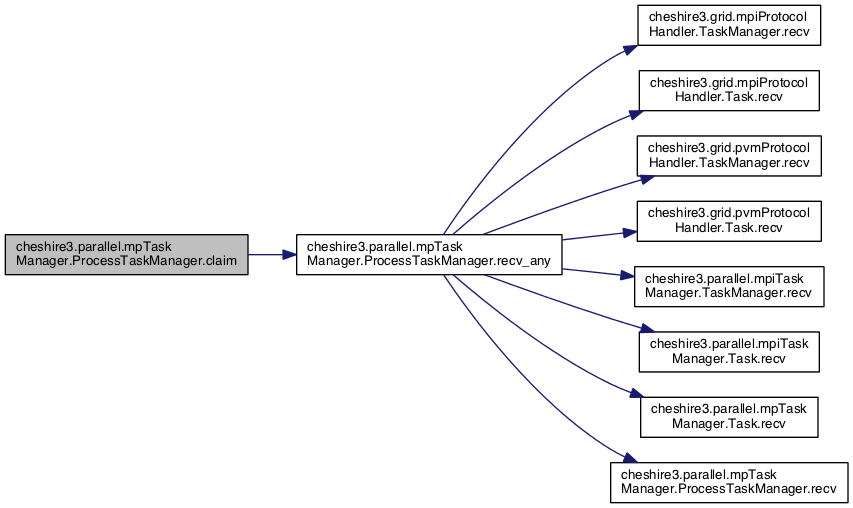 cheshire3.parallel.mpTask
Manager.ProcessTaskManager.claim
cheshire3.parallel.mpTask
Manager.ProcessTaskManager.recv_any
cheshire3.grid.mpiProtocol
Handler.TaskManager.recv
cheshire3.grid.mpiProtocol
Handler.Task.recv
cheshire3.grid.pvmProtocol
Handler.TaskManager.recv
cheshire3.grid.pvmProtocol
Handler.Task.recv
cheshire3.parallel.mpiTask
Manager.TaskManager.recv
cheshire3.parallel.mpiTask
Manager.Task.recv
cheshire3.parallel.mpTask
Manager.Task.recv
cheshire3.parallel.mpTask
Manager.ProcessTaskManager.recv